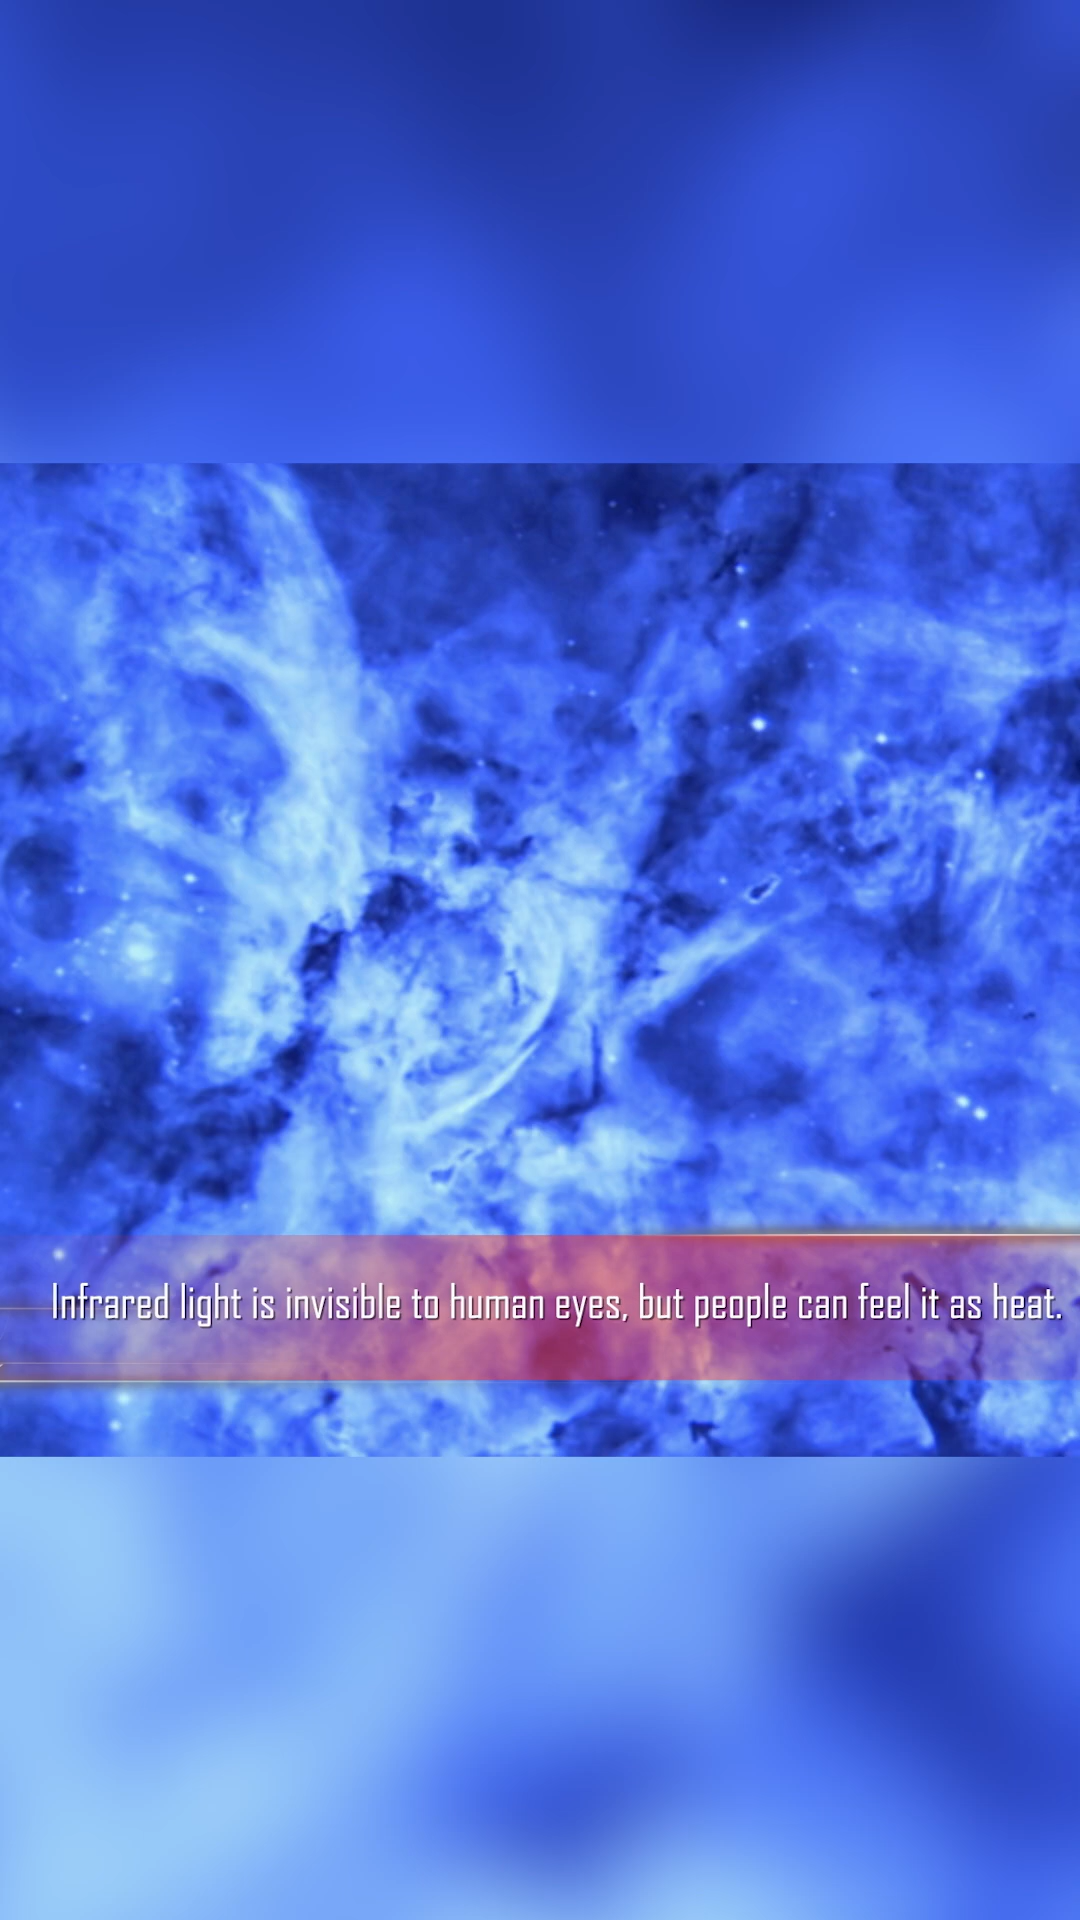 Infrared light is invisible to human eyes, but people can feel it as heat.